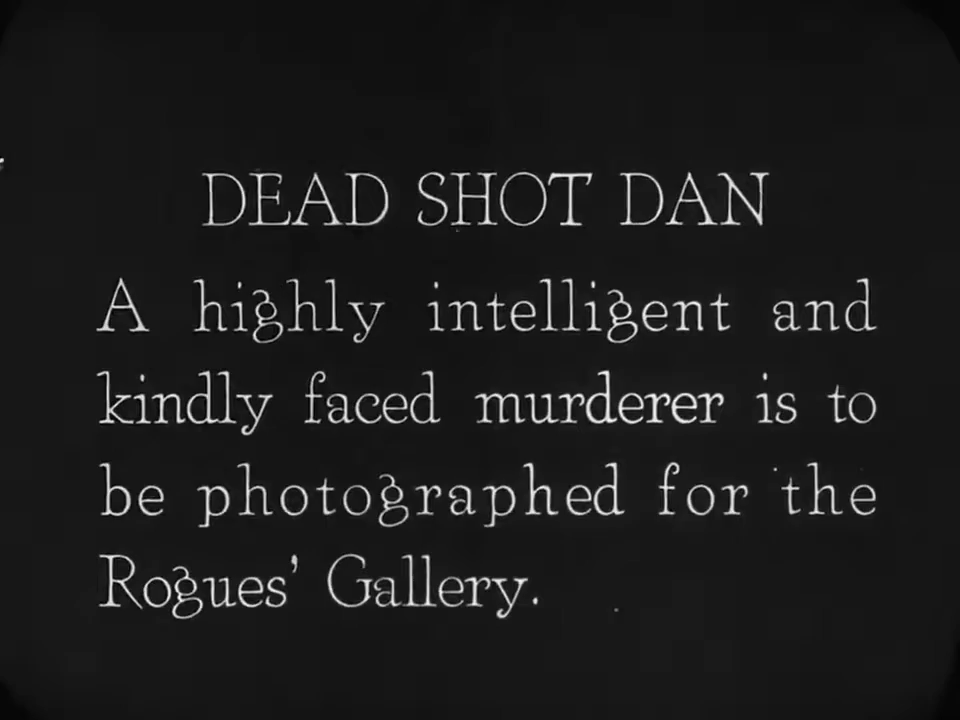 DEAD SHOT DAN
A highly intelligent and
kindly faced murderer is to
be photographed for the
Rogues' Gallery.